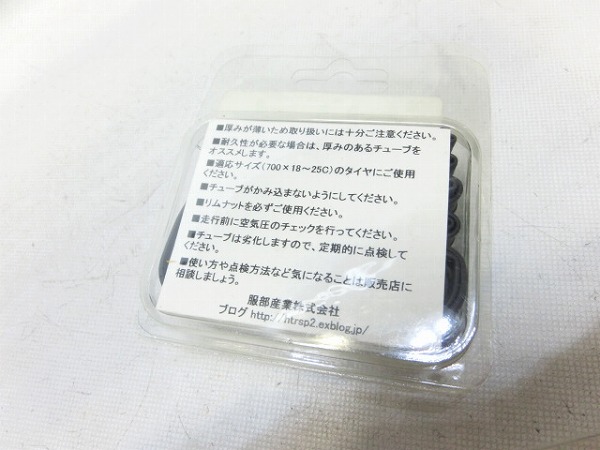 ■厚みが薄いため取り扱いには十分ご注意ください。
■耐久性が必要な場合は、厚みのあるチューブを
オススメします。
■適応サイズ(700×18～25C)のタイヤにご使用
ください。
■チューブがかみ込まないようにしてください。
■リムナットを必ずご使用ください。
■走行前に空気圧のチェックを行ってください。
■チューブは劣化しますので、定期的に点検して
ください。
■使い方や点検方法など気になることは販売店に
相談しましょう。
服部産業株式会社
ブログ http://htrsp2.exblog.jp/